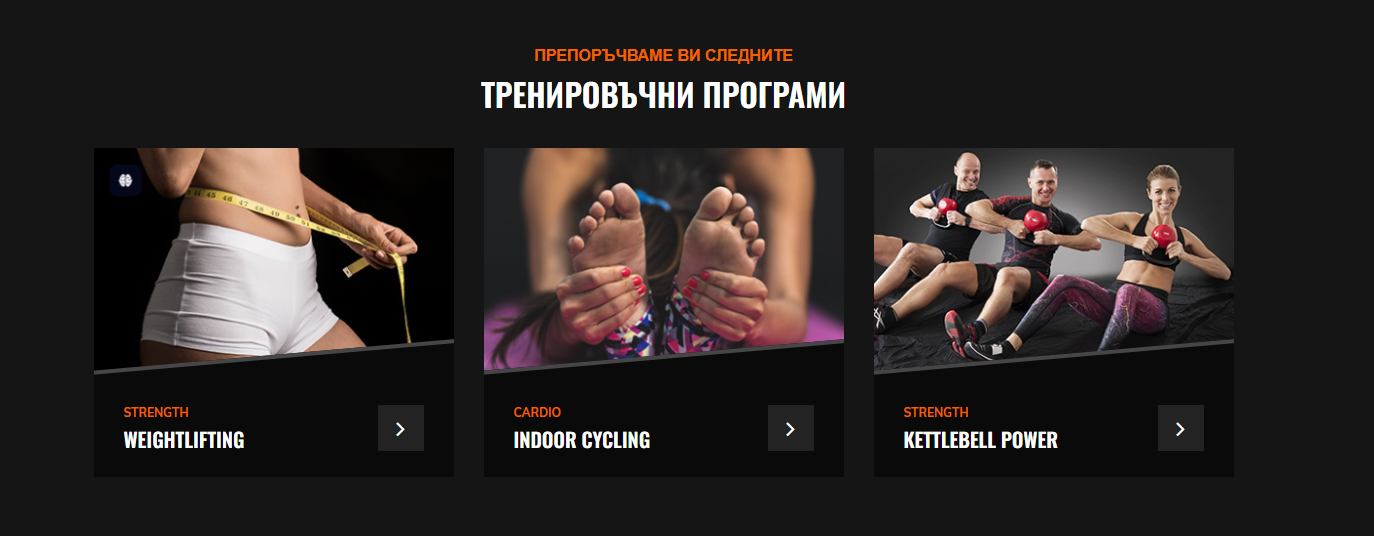 ПРЕПОРЪЧВАМЕ ВИ СЛЕДНИТЕ
ТРЕНИРОВЪЧНИ ПРОГРАМИ
STRENGTH
WEIGHTLIFTING
CARDIO
INDOOR CYCLING
STRENGTH
KETTLEBELL POWER